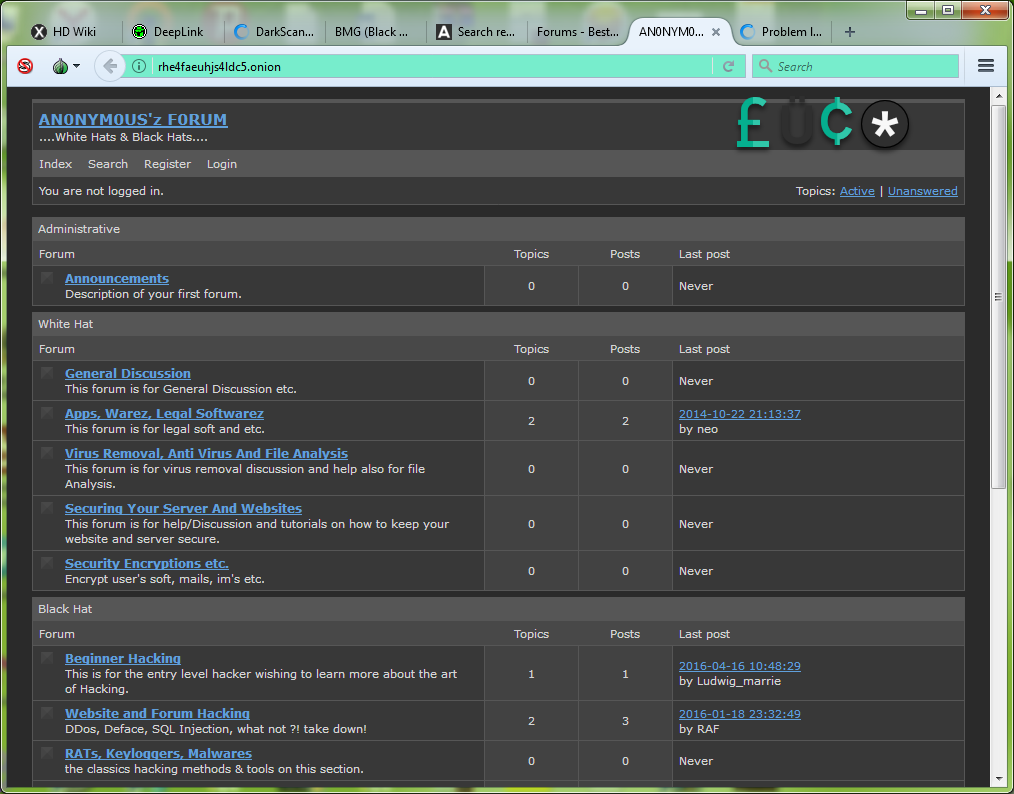 HD Wiki DeepLink DarkScan... BMG (Black ... Search re... Forums - Best... AN0NYM0... Problem l...
rhe4faeuhjs4ldc5.onion Search
AN0NYM0US'z F0RUM £ Ü ¢ *
....White Hats & Black Hats....
Index Search Register Login
You are not logged in. Topics: Active | Unanswered
Administrative
Forum Topics Posts Last post
Announcements
Description of your first forum. 0 0 Never
White Hat
Forum Topics Posts Last post
General Discussion
This forum is for General Discussion etc. 0 0 Never
Apps, Warez, Legal Softwarez 2 2 2014-10-22 21:13:37
This forum is for legal soft and etc. by neo
Virus Removal, Anti Virus And File Analysis
This forum is for virus removal discussion and help also for file 0 0 Never
Analysis.
Securing Your Server And Websites
This forum is for help/Discussion and tutorials on how to keep your 0 0 Never
website and server secure.
Security Encryptions etc.
Encrypt user's soft, mails, im's etc. 0 0 Never
Black Hat
Forum Topics Posts Last post
Beginner Hacking 2016-04-16 10:48:29
This is for the entry level hacker wishing to learn more about the art 1 1 by Ludwig_marrie
of Hacking.
Website and Forum Hacking 2 3 2016-01-18 23:32:49
DDos, Deface, SQL Injection, what not ?! take down! by RAF
RATs, Keyloggers, Malwares
the classics hacking methods & tools on this section. 0 0 Never